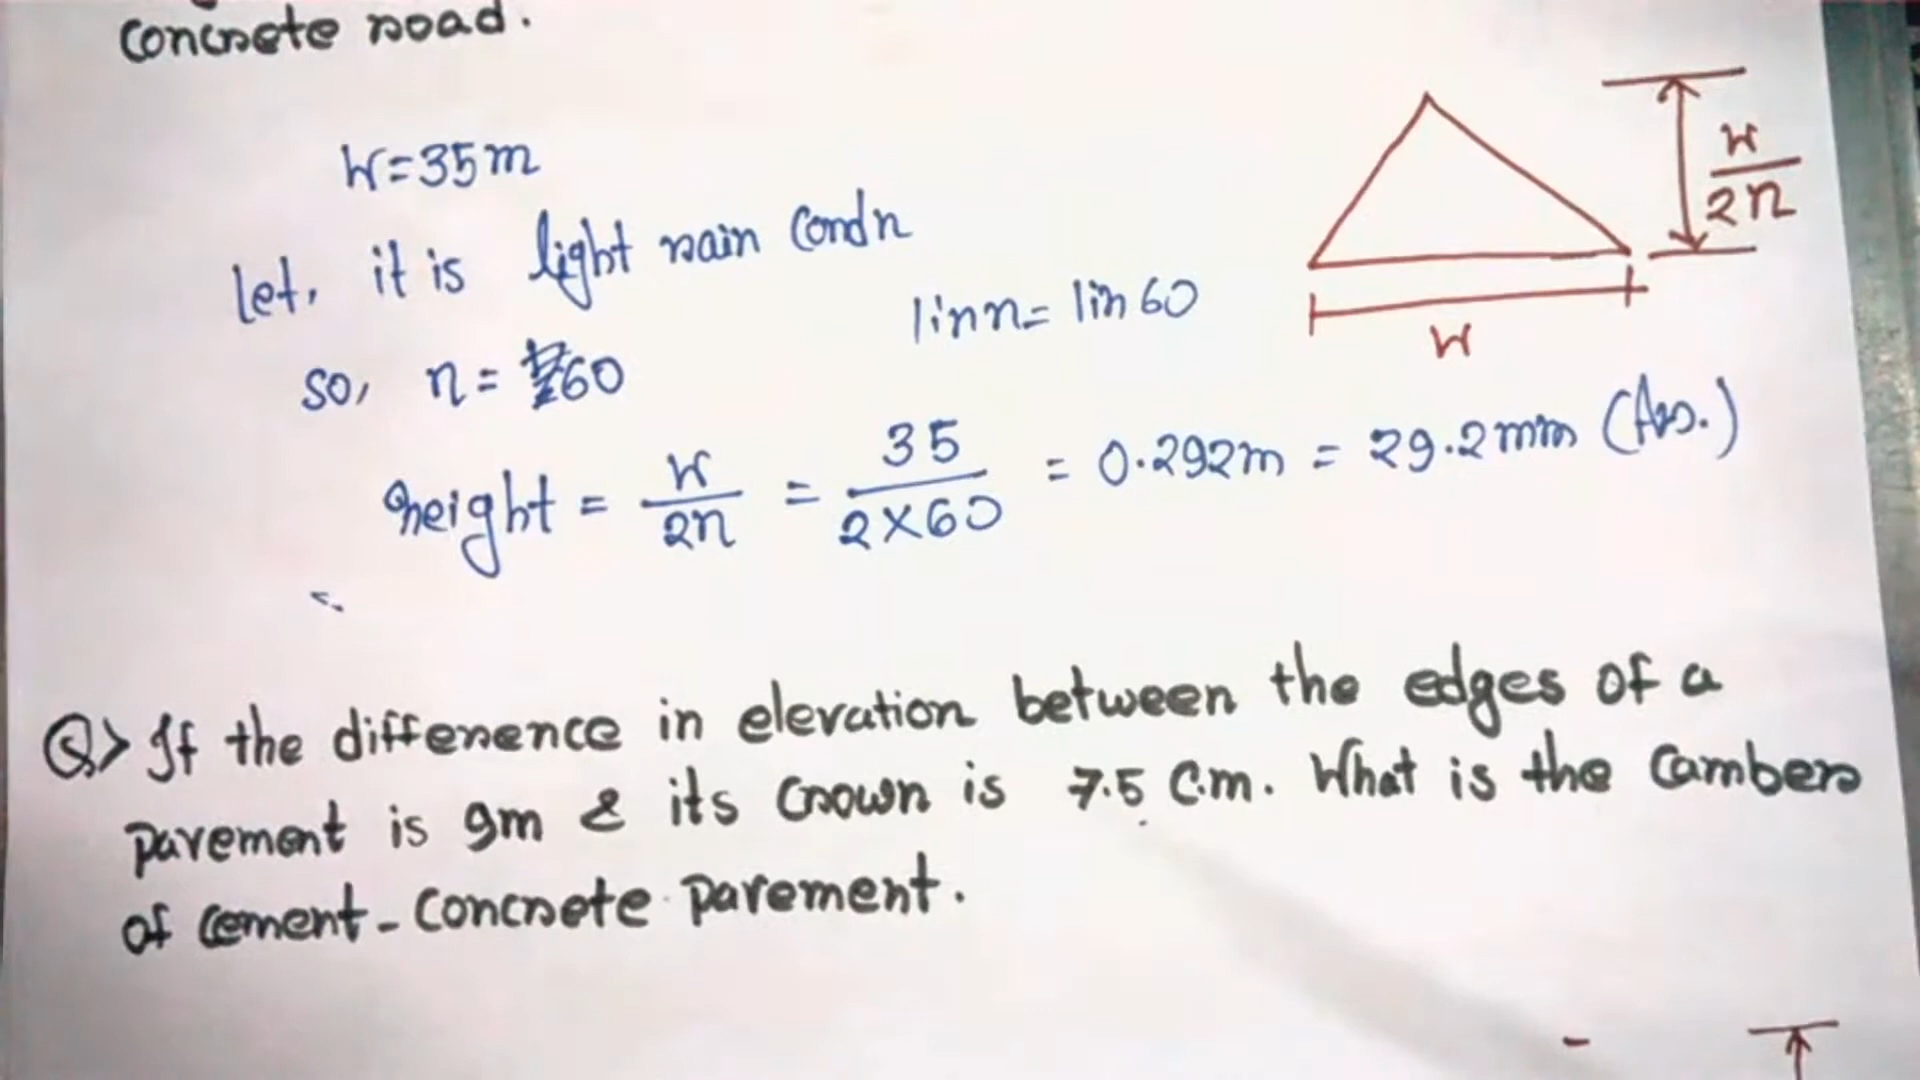 concrete road.
W = 35m
let, it is light rain condn
1 in n = 1 in 60
so, n = 60
W/2n
W
height = W/2n = 35/2×60 = 0.292m = 29.2mm (Ans.)
Q> If the difference in elevation between the edges of a
pavement is 9m & its crown is 7.5 c.m. What is the camber
of cement-concrete pavement.